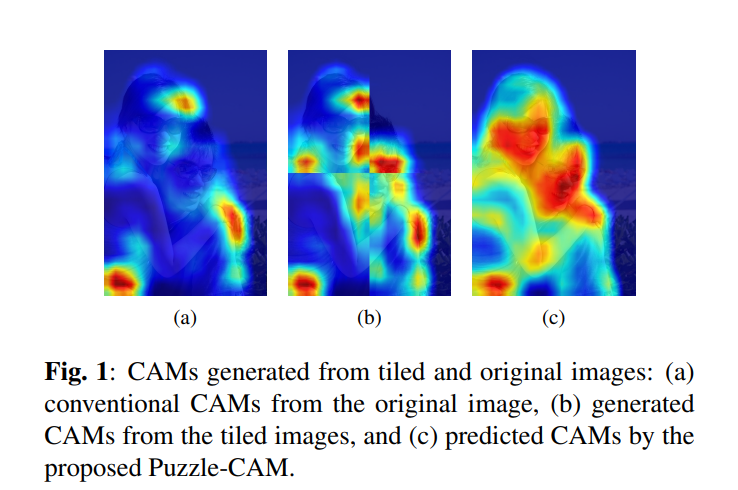 (a)
(b)
(c)
Fig. 1: CAMs generated from tiled and original images: (a)
conventional CAMs from the original image, (b) generated
CAMs from the tiled images, and (c) predicted CAMs by the
proposed Puzzle-CAM.